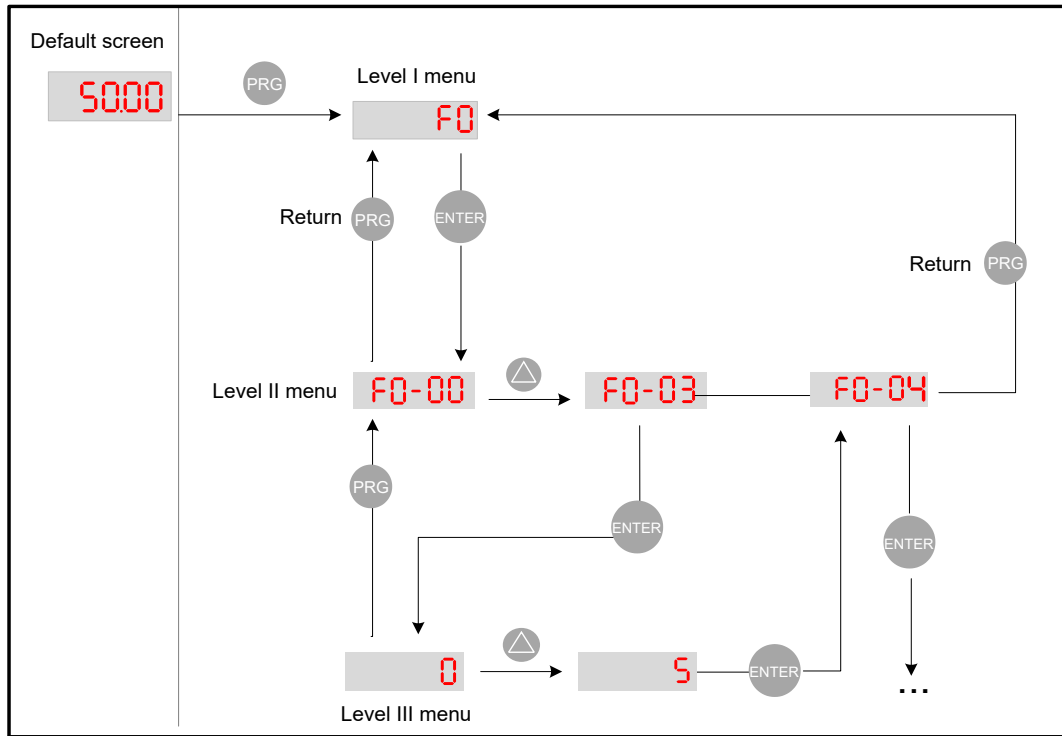 Default screen
50.00
PRG
Level I menu
F0
Return
PRG
ENTER
Return
PRG
Level II menu
F0-00
F0-03
F0-04
PRG
ENTER
ENTER
0
5
ENTER
...
Level III menu